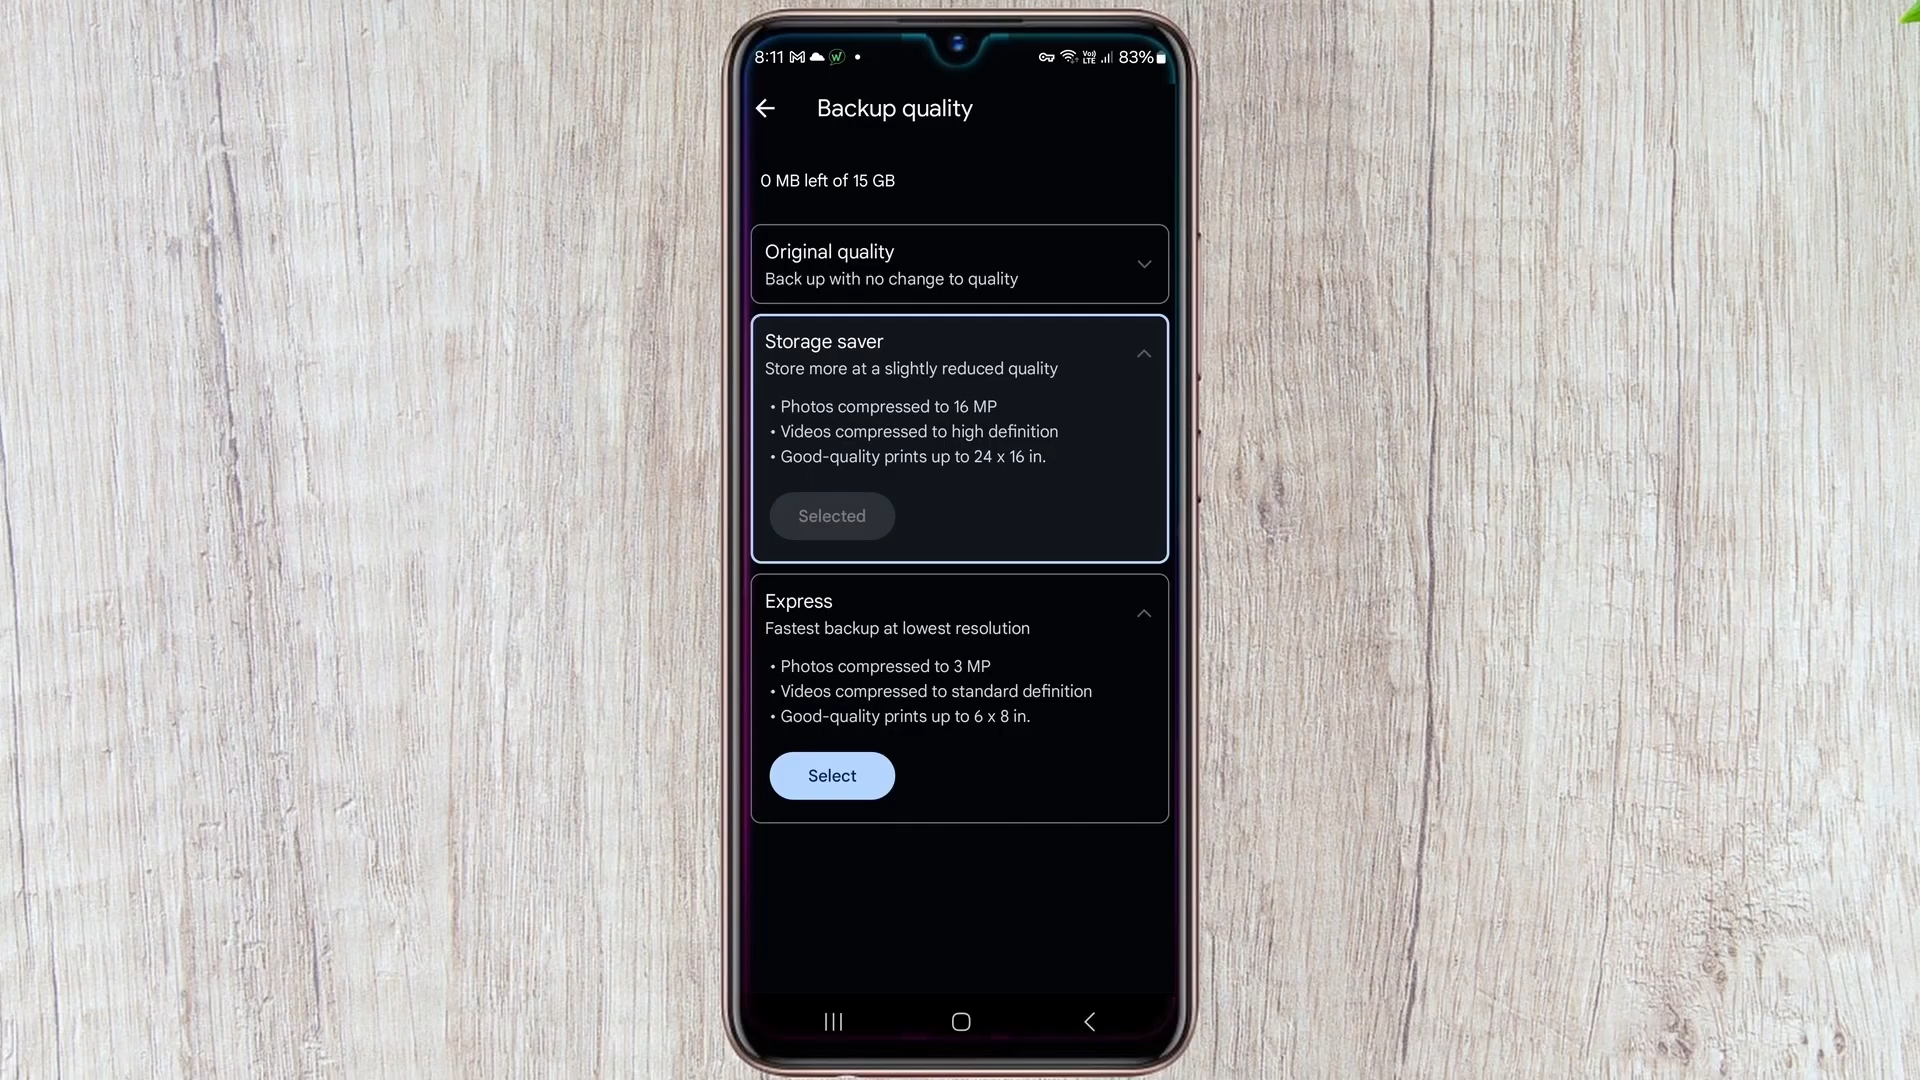 8:11 83%
Backup quality
0 MB left of 15 GB
Original quality
Back up with no change to quality
Storage saver
Store more at a slightly reduced quality
• Photos compressed to 16 MP
• Videos compressed to high definition
• Good-quality prints up to 24 x 16 in.
Selected
Express
Fastest backup at lowest resolution
• Photos compressed to 3 MP
• Videos compressed to standard definition
• Good-quality prints up to 6 x 8 in.
Select